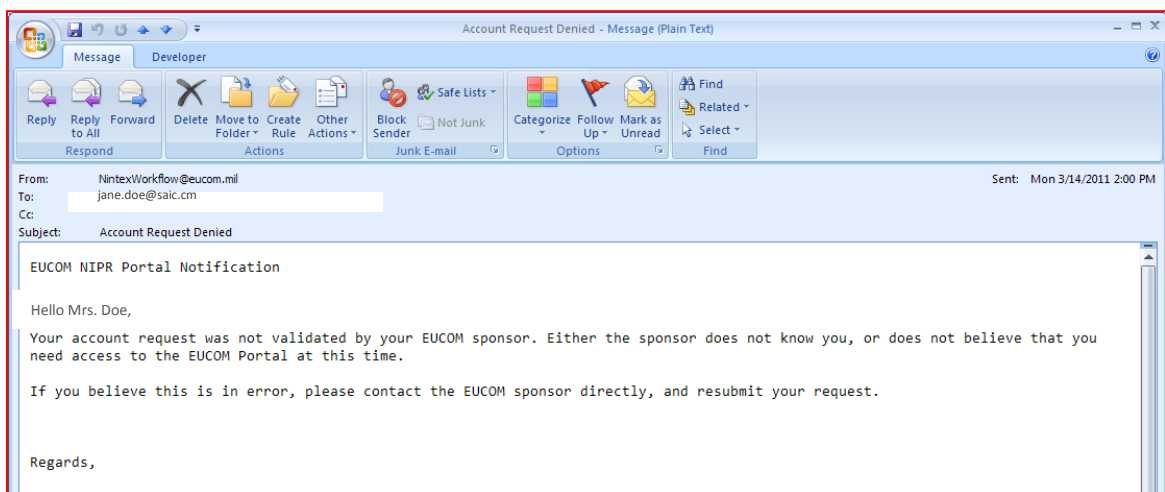 Account Request Denied - Message (Plain Text)
Message Developer
Reply Reply to All Forward
Respond
Delete Move to Folder Create Rule Other Actions
Actions
Block Sender Safe Lists Not Junk
Junk E-mail
Categorize Follow Up Mark as Unread
Options
Find Related Select
Find
From: NintexWorkflow@eucom.mil Sent: Mon 3/14/2011 2:00 PM
To: jane.doe@saic.cm
Cc:
Subject: Account Request Denied
EUCOM NIPR Portal Notification
Hello Mrs. Doe,
Your account request was not validated by your EUCOM sponsor. Either the sponsor does not know you, or does not believe that you
need access to the EUCOM Portal at this time.
If you believe this is in error, please contact the EUCOM sponsor directly, and resubmit your request.
Regards,